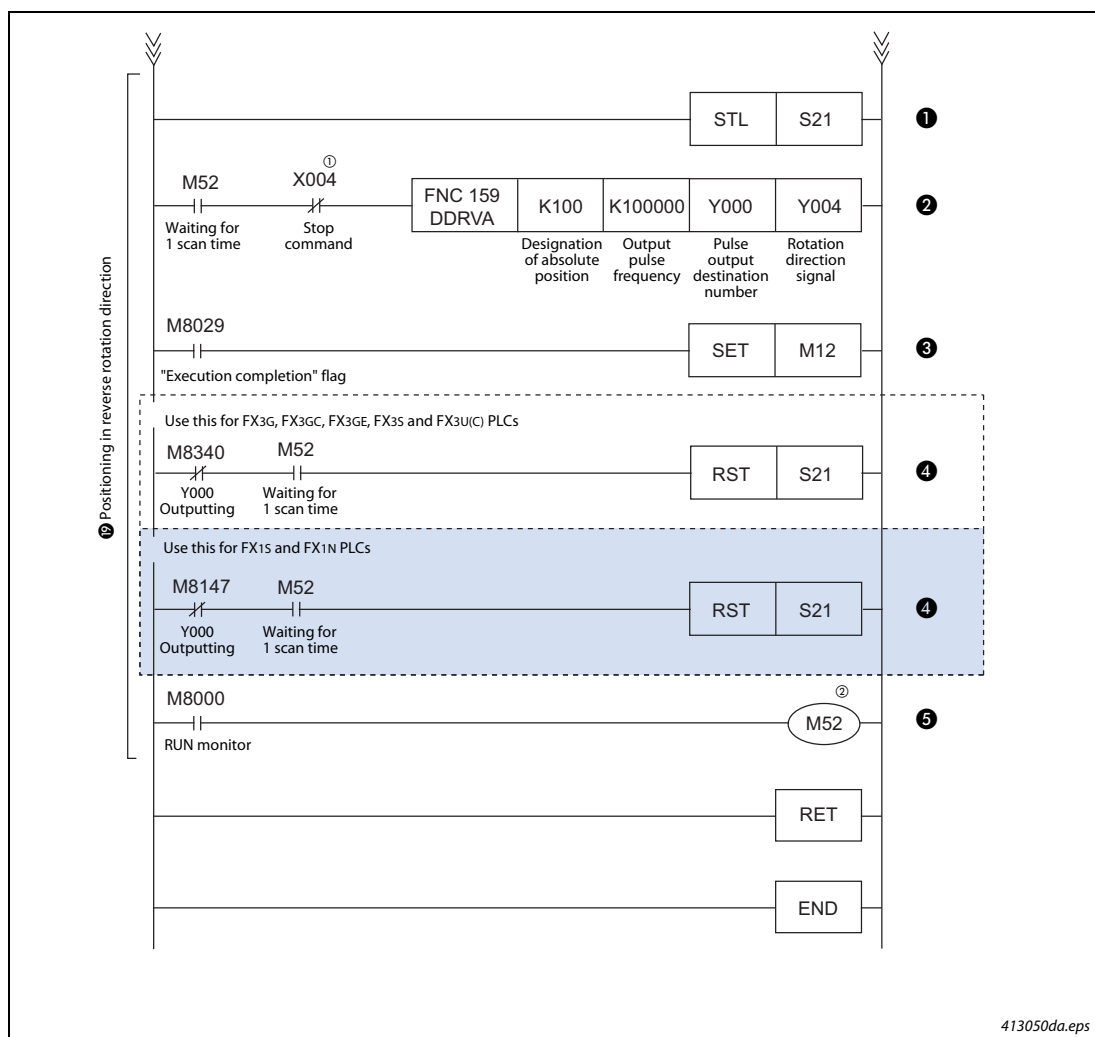 STL S21 ❶
①
M52 X004 FNC 159 DDRVA K100 K100000 Y000 Y004 ❷
Waiting for 1 scan time
Stop command
Designation of absolute position
Output pulse frequency
Pulse output destination number
Rotation direction signal
M8029 SET M12 ❸
"Execution completion" flag
⓳ Positioning in reverse rotation direction
Use this for FX3G, FX3GC, FX3GE, FX3S and FX3U(C) PLCs
M8340 M52 RST S21 ❹
Y000 Outputting
Waiting for 1 scan time
Use this for FX1S and FX1N PLCs
M8147 M52 RST S21 ❹
Y000 Outputting
Waiting for 1 scan time
②
M8000 M52 ❺
RUN monitor
RET
END
413050da.eps